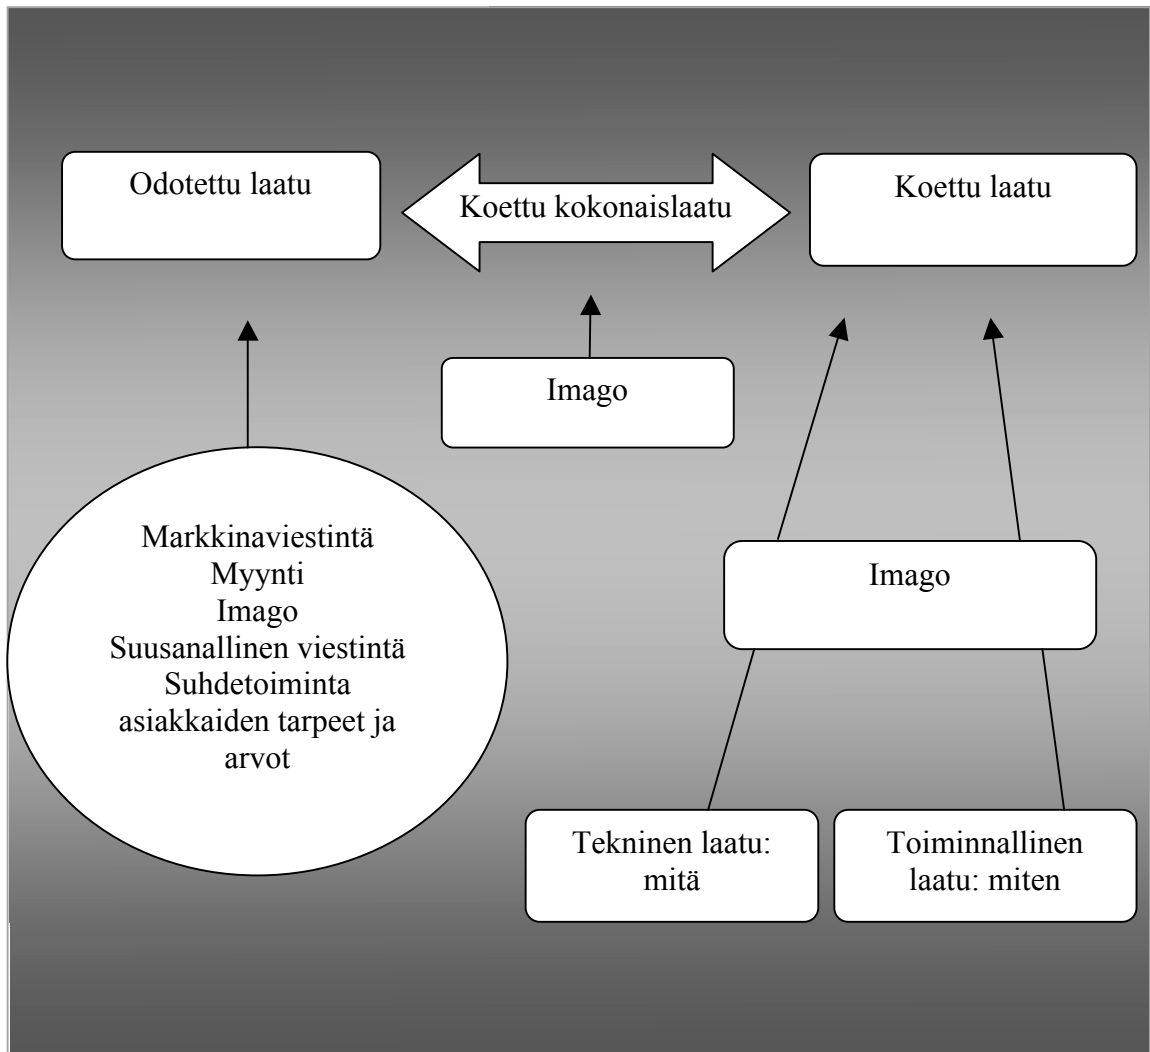 Odotettu laatu
Koettu kokonaislaatu
Koettu laatu
Imago
Markkinaviestintä
Myynti
Imago
Suusanallinen viestintä
Suhdetoiminta
asiakkaiden tarpeet ja
arvot
Imago
Tekninen laatu:
mitä
Toiminnallinen
laatu: miten